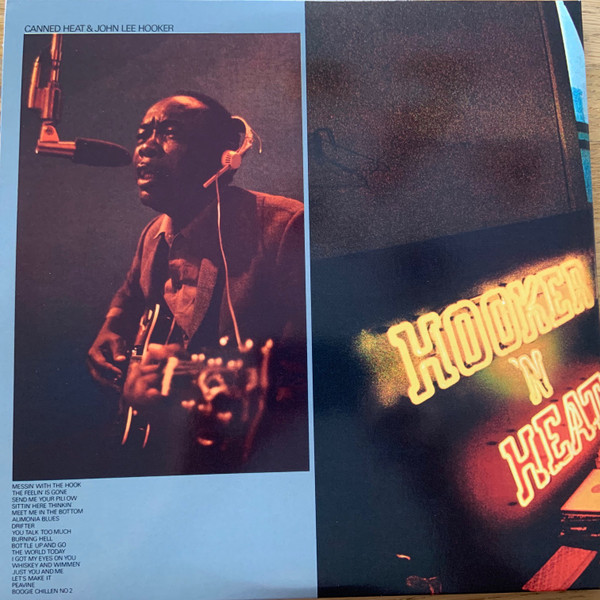 CANNED HEAT & JOHN LEE HOOKER
HOOKER
'N
HEAT
MESSIN' WITH THE HOOK
THE FEELIN' IS GONE
SEND ME YOUR PILLOW
SITTIN' HERE THINKIN'
MEET ME IN THE BOTTOM
ALIMONIA BLUES
DRIFTER
YOU TALK TOO MUCH
BURNING HELL
BOTTLE UP AND GO
THE WORLD TODAY
I GOT MY EYES ON YOU
WHISKEY AND WIMMEN
JUST YOU AND ME
LET'S MAKE IT
PEAVINE
BOOGIE CHILLEN NO 2